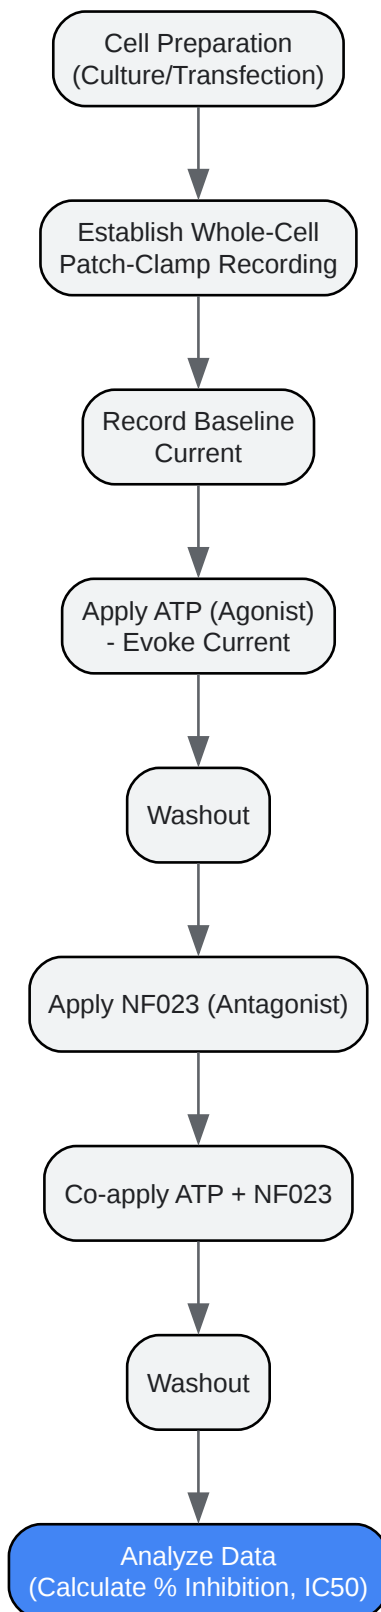 Cell Preparation
(Culture/Transfection)
Establish Whole-Cell
Patch-Clamp Recording
Record Baseline
Current
Apply ATP (Agonist)
- Evoke Current
Washout
Apply NF023 (Antagonist)
Co-apply ATP + NF023
Washout
Analyze Data
(Calculate % Inhibition, IC50)